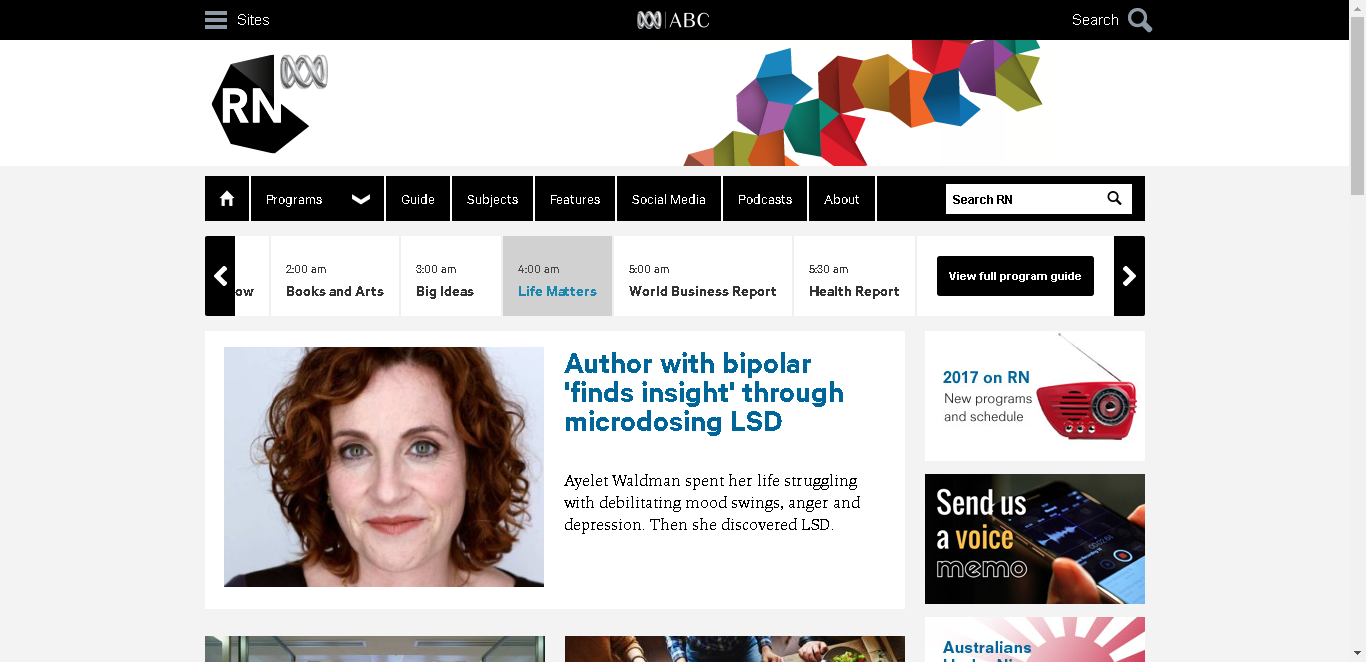 Sites
ABC
Search
RN
Programs
Guide
Subjects
Features
Social Media
Podcasts
About
Search RN
ow
2:00 am
Books and Arts
3:00 am
Big Ideas
4:00 am
Life Matters
5:00 am
World Business Report
5:30 am
Health Report
View full program guide
Author with bipolar
'finds insight' through
microdosing LSD
Ayelet Waldman spent her life struggling
with debilitating mood swings, anger and
depression. Then she discovered LSD.
2017 on RN
New programs
and schedule
Send us
a voice
memo
Australians